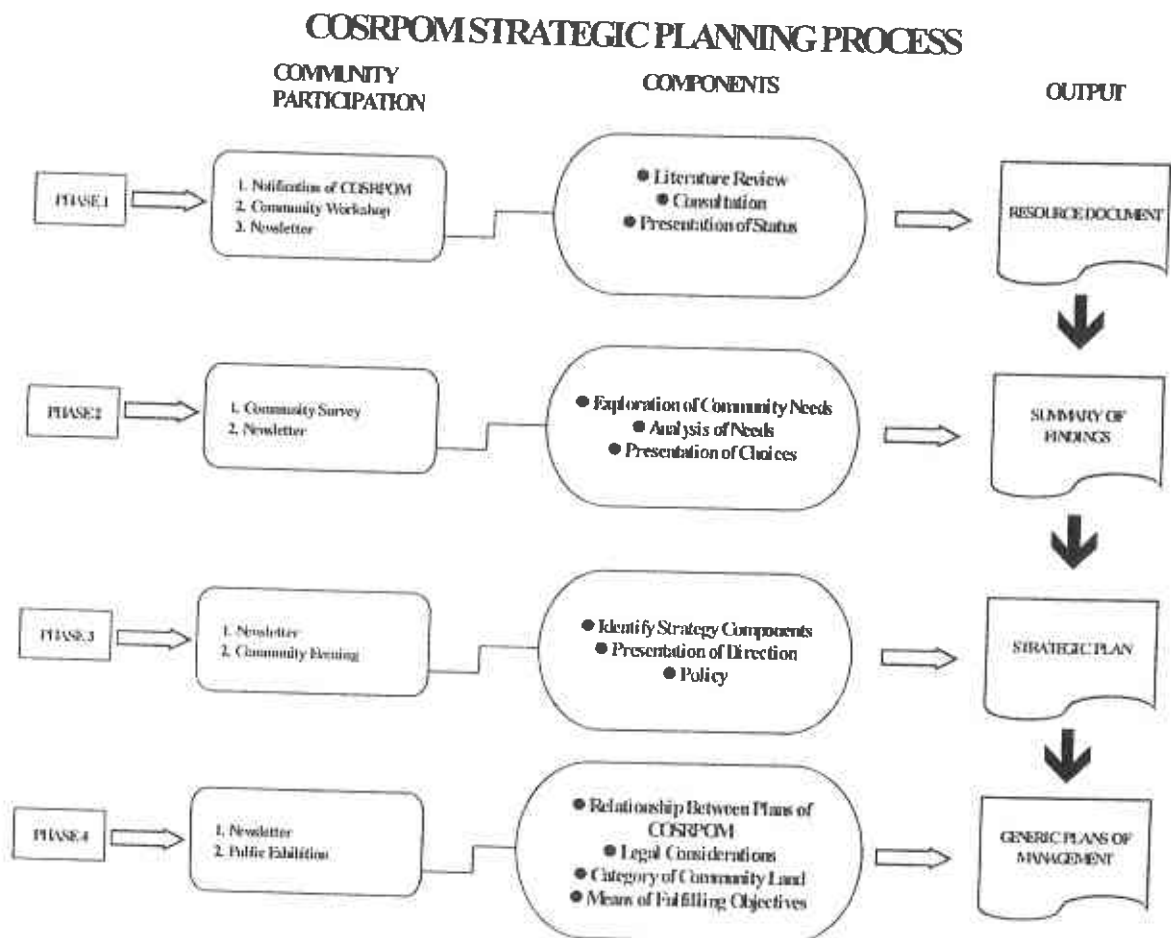 COSRPOM STRATEGIC PLANNING PROCESS
COMMUNITY
PARTICIPATION
COMPONENTS
OUTPUT
PHASE 1
1. Notification of COSRPOM
2. Community Workshop
3. Newsletter
● Literature Review
● Consultation
● Presentation of Status
RESOURCE DOCUMENT
PHASE 2
1. Community Survey
2. Newsletter
● Exploration of Community Needs
● Analysis of Needs
● Presentation of Choices
SUMMARY OF
FINDINGS
PHASE 3
1. Newsletter
2. Community Evening
● Identify Strategy Components
● Presentation of Direction
● Policy
STRATEGIC PLAN
PHASE 4
1. Newsletter
2. Public Exhibition
● Relationship Between Plans of
COSRPOM
● Legal Considerations
● Category of Community Land
● Means of Fulfilling Objectives
GENERIC PLANS OF
MANAGEMENT